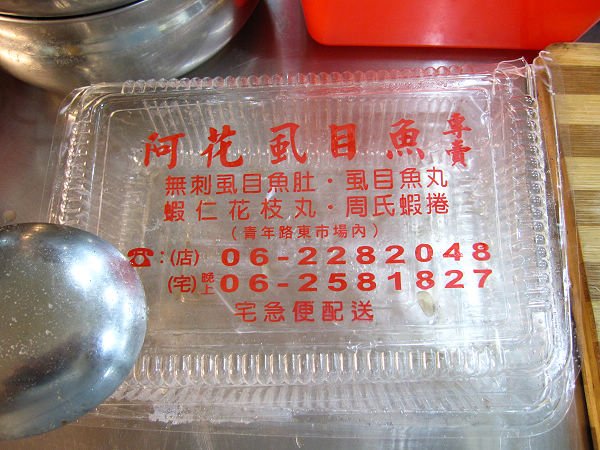 阿花虱目魚專賣
無刺虱目魚肚·虱目魚丸
蝦仁花枝丸·周氏蝦捲
(青年路東市場內)
☎:(店)06-2282048
(宅)晚上06-2581827
宅急便配送